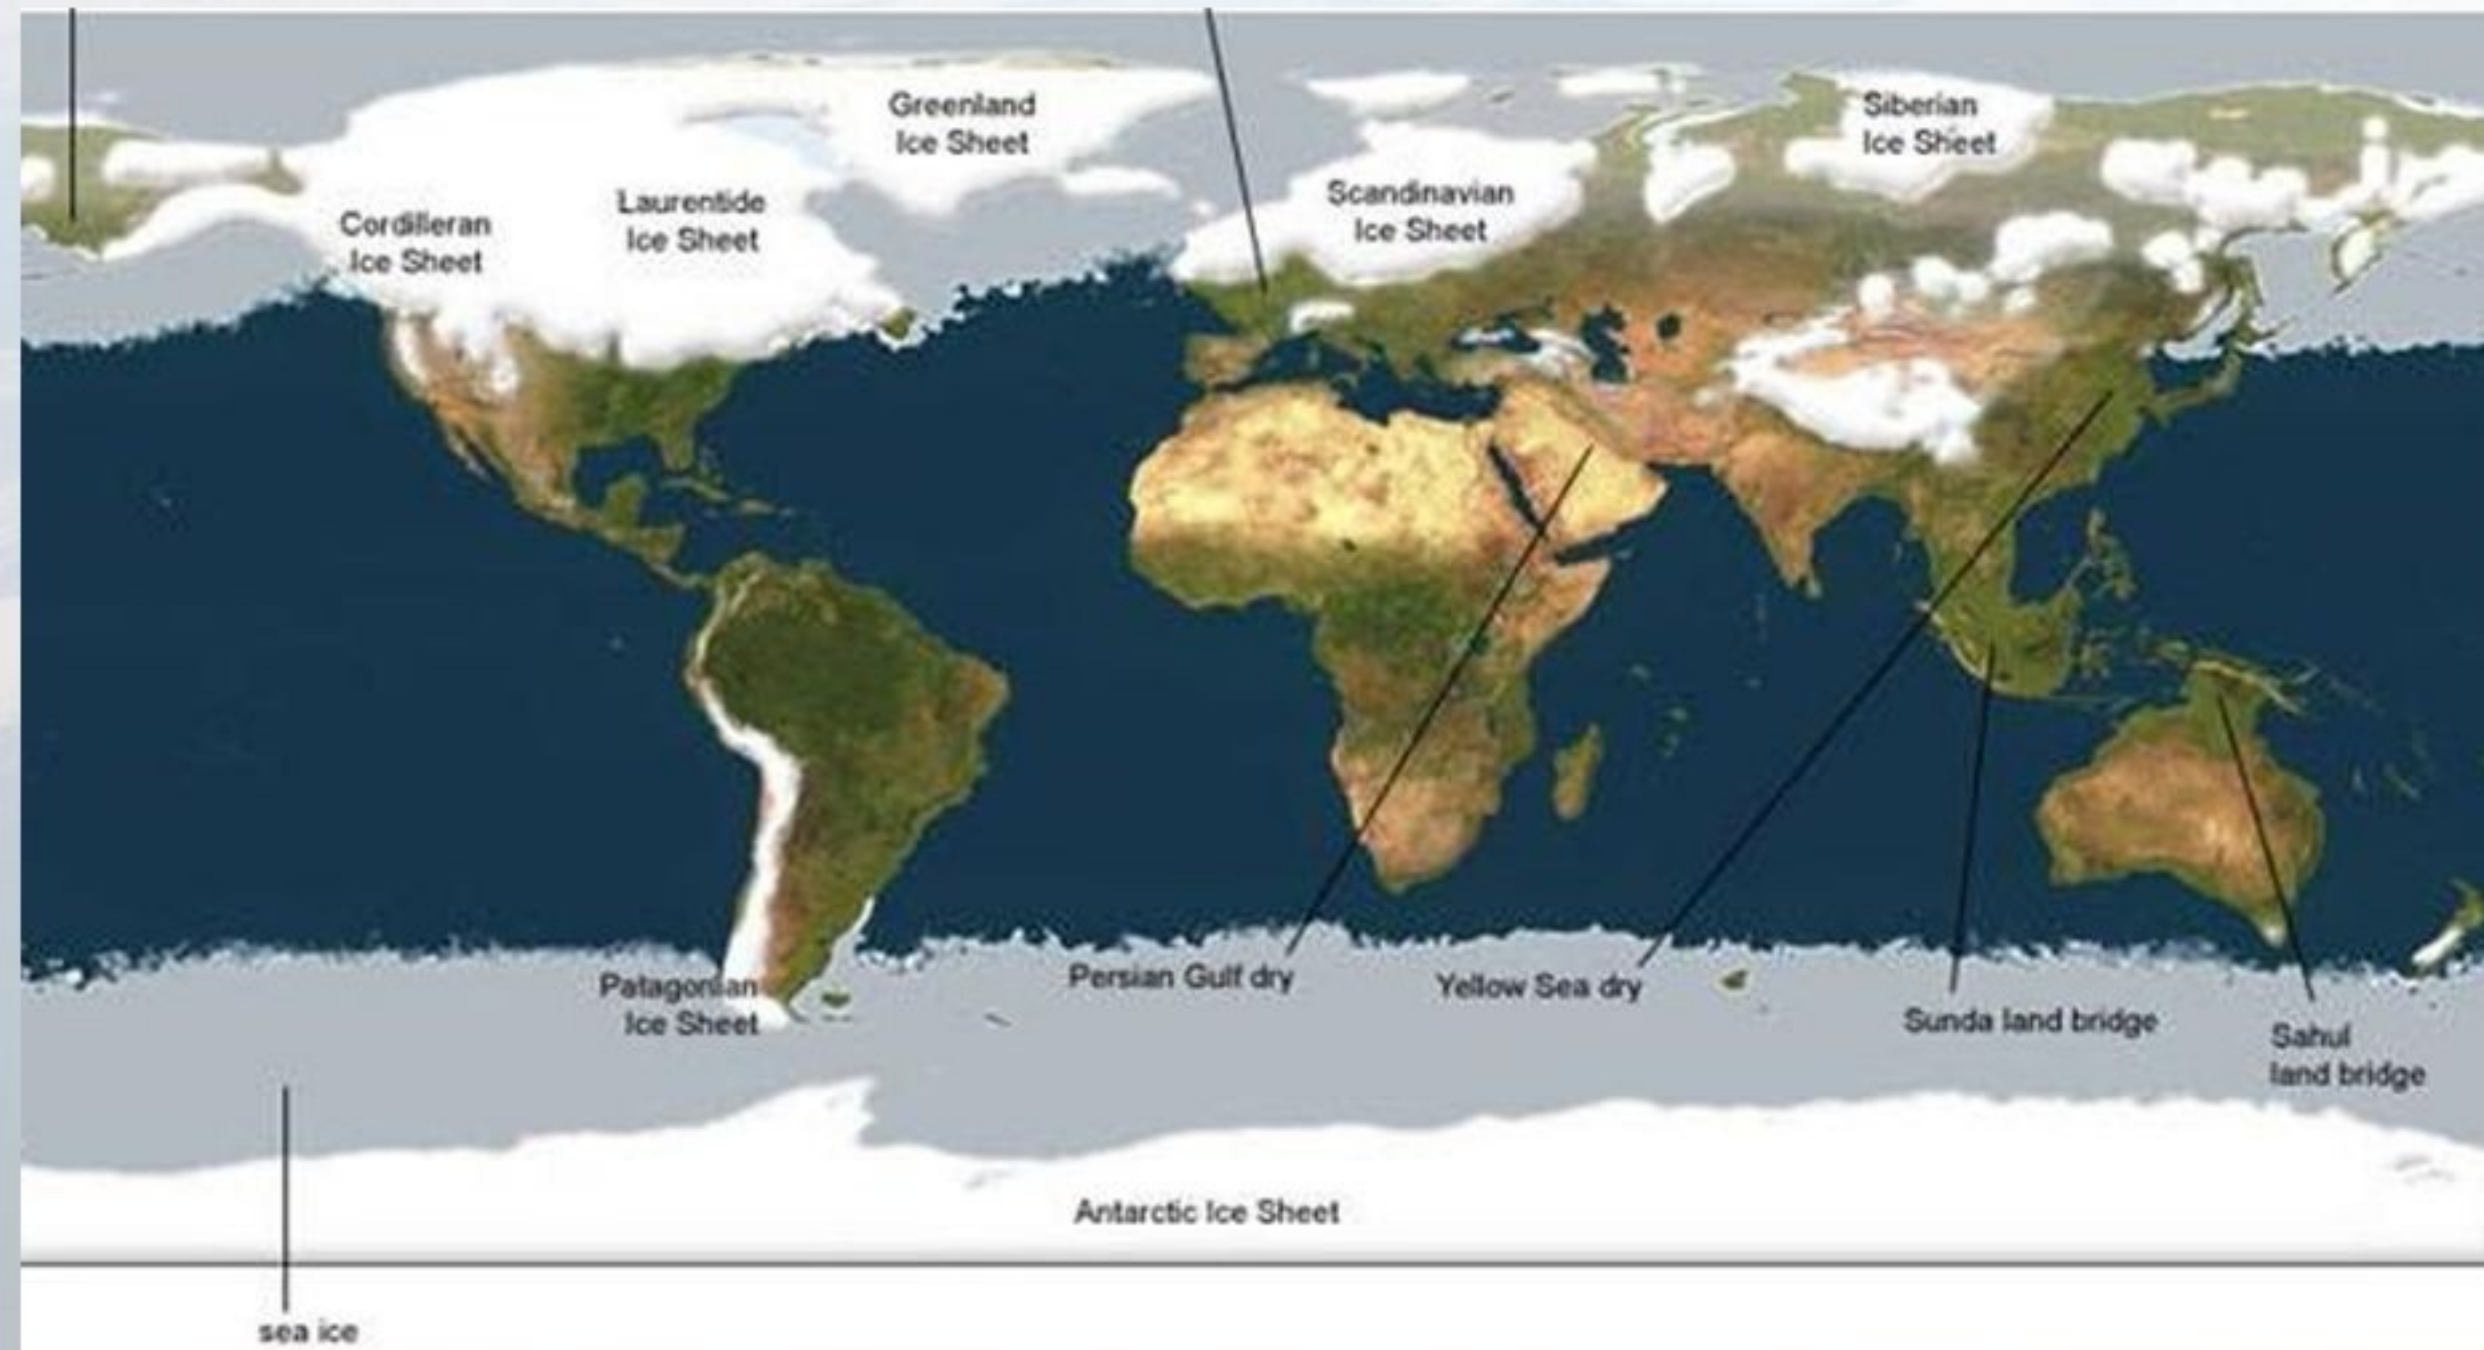 Greenland
Ice Sheet
Siberian
Ice Sheet
Laurentide
Ice Sheet
Scandinavian
Ice Sheet
Cordilleran
Ice Sheet
Patagonian
Ice Sheet
Persian Gulf dry
Yellow Sea dry
Sunda land bridge
Sahul
land bridge
Antarctic Ice Sheet
sea ice